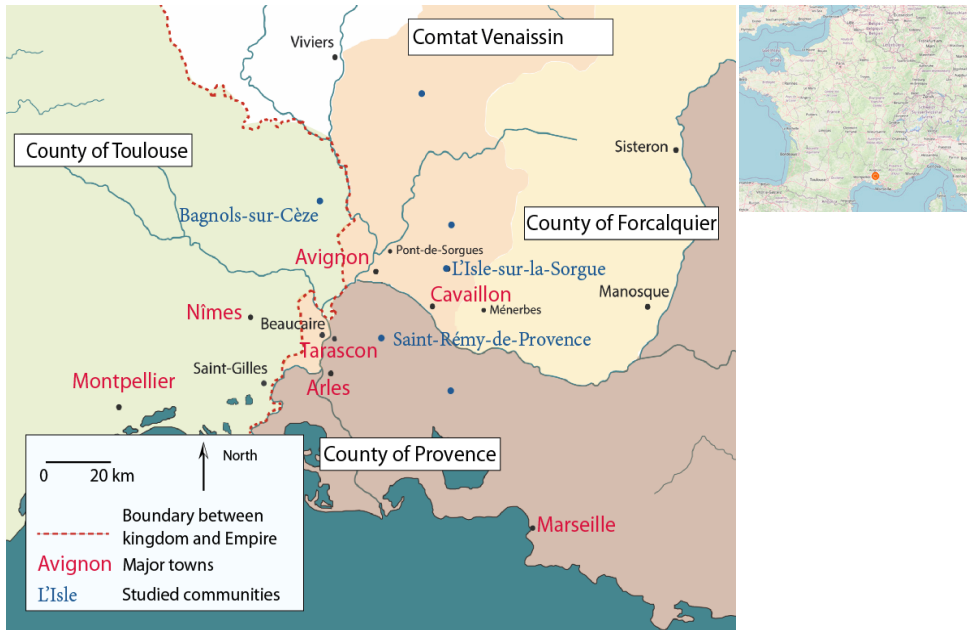 Viviers
Comtat Venaissin
County of Toulouse
Sisteron
Bagnols-sur-Cèze
County of Forcalquier
Avignon
Pont-de-Sorgues
L'Isle-sur-la-Sorgue
Cavaillon
Manosque
Nîmes
Beaucaire
Ménerbes
Tarascon
Saint-Rémy-de-Provence
Saint-Gilles
Montpellier
Arles
County of Provence
Marseille
North
0 20 km
Boundary between
kingdom and Empire
Avignon Major towns
L'Isle Studied communities